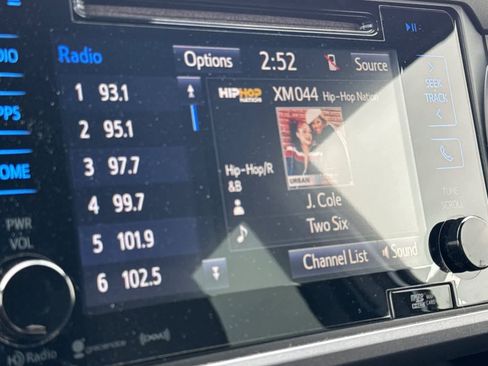 DIO
PPS
OME
PWR
VOL
HD Radio
gracenote
Radio
Options
2:52
Source
1 93.1
2 95.1
3 97.7
4 99.7
5 101.9
6 102.5
HIPHOP
NATION
XM044 Hip-Hop Nation
URBAN
Hip-Hop/R
&B
J. Cole
Two Six
Channel List
Sound
SEEK
TRACK
TUNE
SCROLL